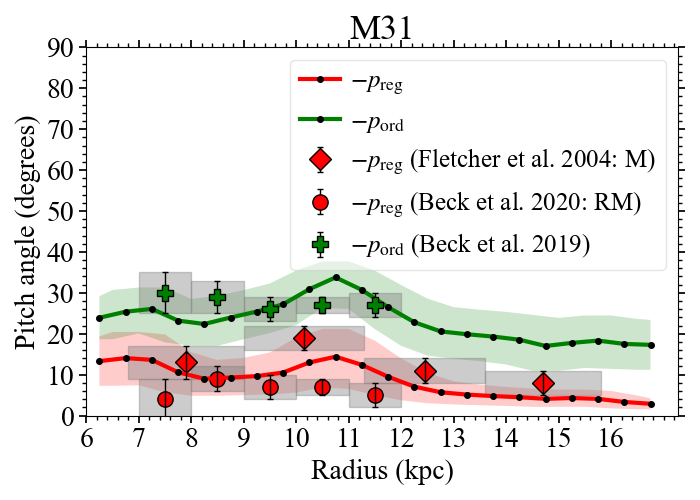 M31
Pitch angle (degrees)
90
80
70
60
50
40
30
20
10
0
−p_reg
−p_ord
−p_reg (Fletcher et al. 2004: M)
−p_reg (Beck et al. 2020: RM)
−p_ord (Beck et al. 2019)
6 7 8 9 10 11 12 13 14 15 16
Radius (kpc)